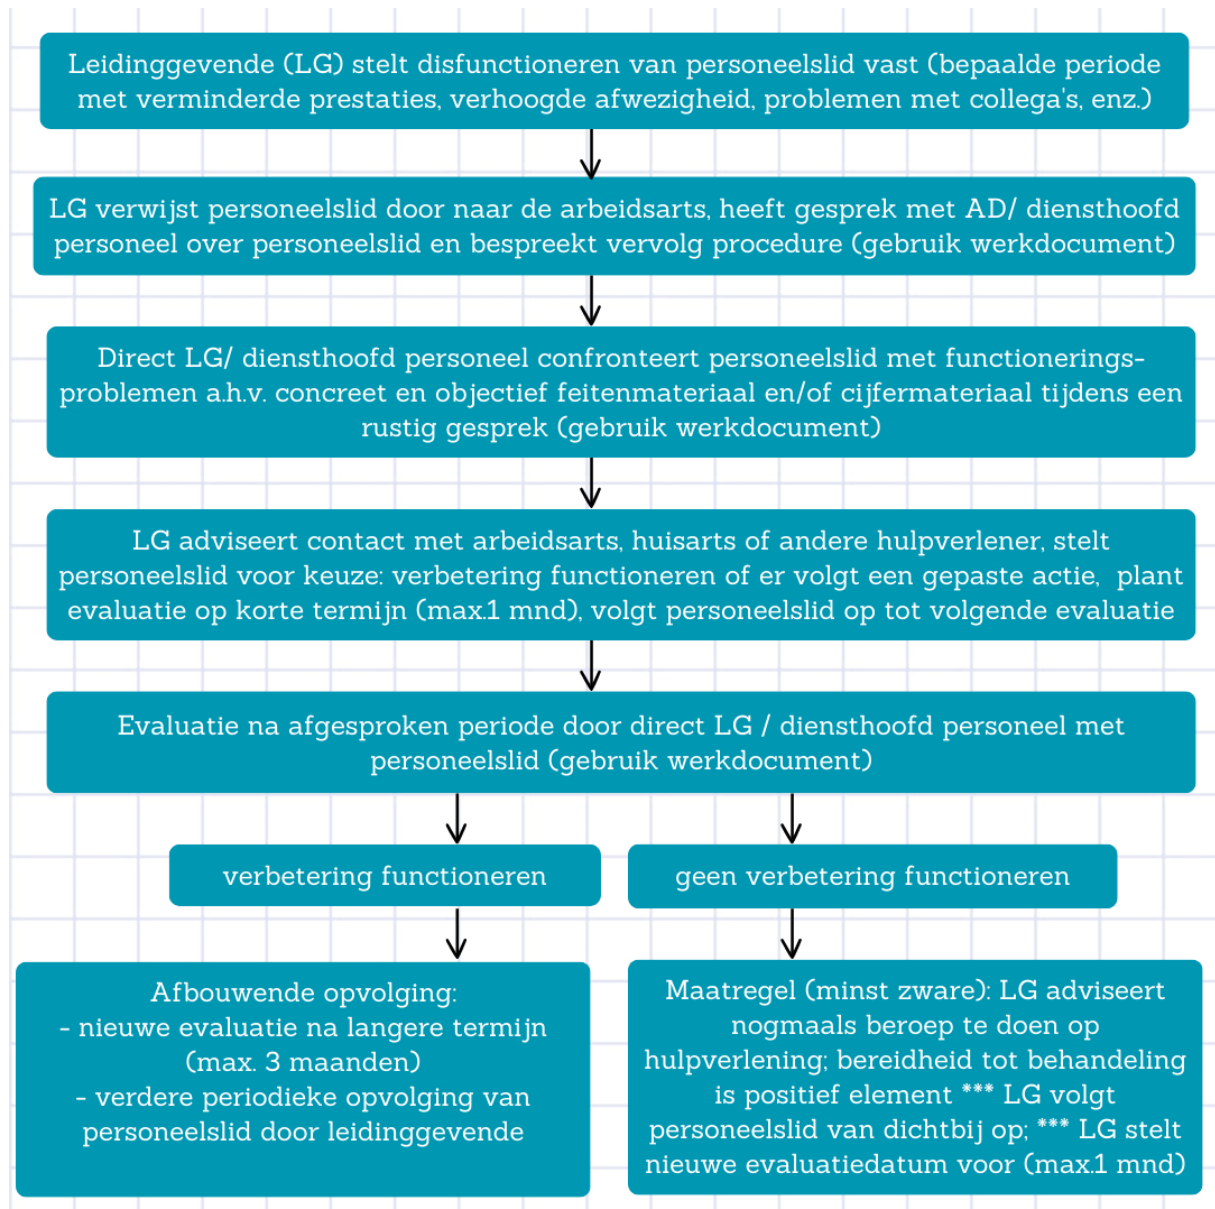 Leidinggevende (LG) stelt disfunctioneren van personeelslid vast (bepaalde periode
met verminderde prestaties, verhoogde afwezigheid, problemen met collega's, enz.)
LG verwijst personeelslid door naar de arbeidsarts, heeft gesprek met AD/ diensthoofd
personeel over personeelslid en bespreekt vervolg procedure (gebruik werkdocument)
Direct LG/ diensthoofd personeel confronteert personeelslid met functionerings-
problemen a.h.v. concreet en objectief feitenmateriaal en/of cijfermateriaal tijdens een
rustig gesprek (gebruik werkdocument)
LG adviseert contact met arbeidsarts, huisarts of andere hulpverlener, stelt
personeelslid voor keuze: verbetering functioneren of er volgt een gepaste actie, plant
evaluatie op korte termijn (max.1 mnd), volgt personeelslid op tot volgende evaluatie
Evaluatie na afgesproken periode door direct LG / diensthoofd personeel met
personeelslid (gebruik werkdocument)
verbetering functioneren
geen verbetering functioneren
Afbouwende opvolging:
- nieuwe evaluatie na langere termijn
(max. 3 maanden)
- verdere periodieke opvolging van
personeelslid door leidinggevende
Maatregel (minst zware): LG adviseert
nogmaals beroep te doen op
hulpverlening; bereidheid tot behandeling
is positief element *** LG volgt
personeelslid van dichtbij op; *** LG stelt
nieuwe evaluatiedatum voor (max.1 mnd)